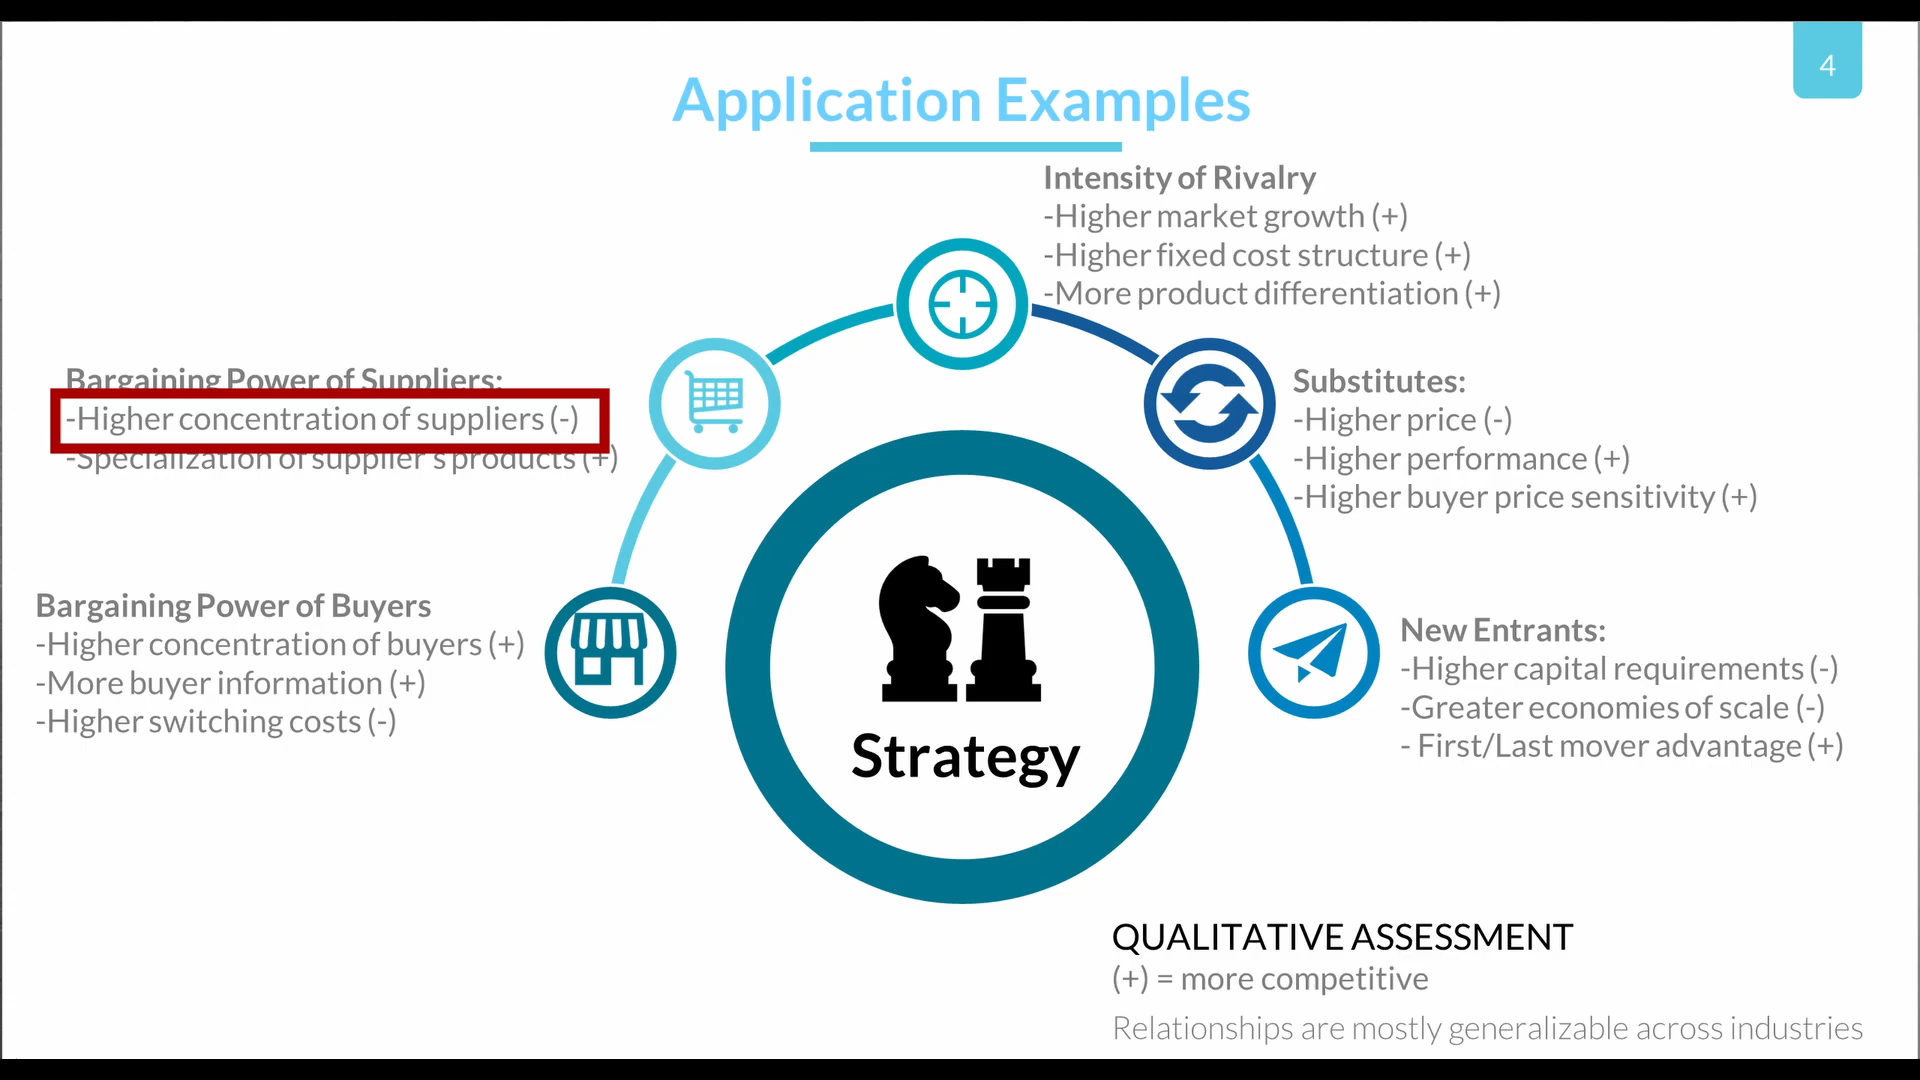 4
Application Examples
Intensity of Rivalry
-Higher market growth (+)
-Higher fixed cost structure (+)
-More product differentiation (+)
Bargaining Power of Suppliers:
-Higher concentration of suppliers (-)
-Specialization of supplier's products (+)
Substitutes:
-Higher price (-)
-Higher performance (+)
-Higher buyer price sensitivity (+)
Bargaining Power of Buyers
-Higher concentration of buyers (+)
-More buyer information (+)
-Higher switching costs (-)
New Entrants:
-Higher capital requirements (-)
-Greater economies of scale (-)
- First/Last mover advantage (+)
Strategy
QUALITATIVE ASSESSMENT
(+) = more competitive
Relationships are mostly generalizable across industries